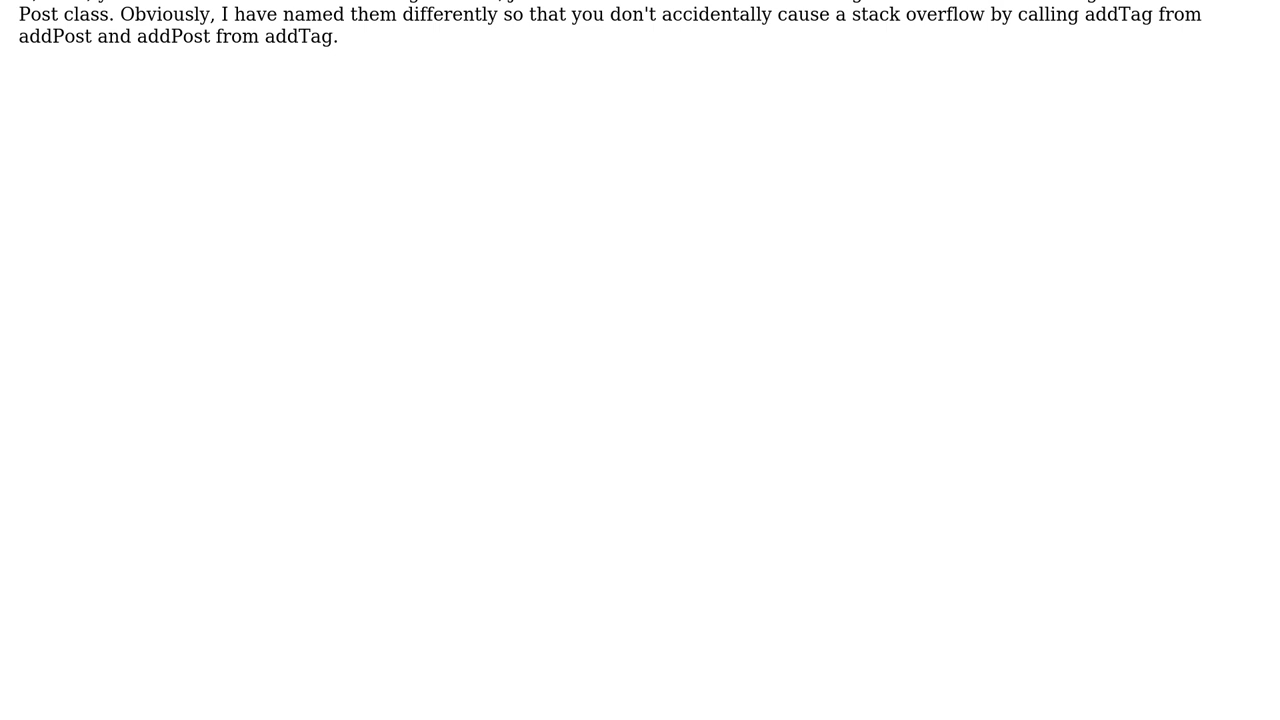 Post class. Obviously, I have named them differently so that you don't accidentally cause a stack overflow by calling addTag from
addPost and addPost from addTag.